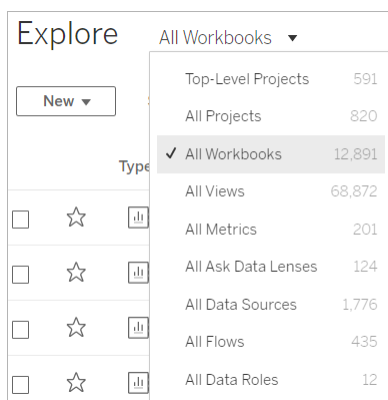 Explore All Workbooks
Top-Level Projects 591
All Projects 820
New
All Workbooks 12,891
Type
All Views 68,872
All Metrics 201
All Ask Data Lenses 124
All Data Sources 1,776
All Flows 435
All Data Roles 12